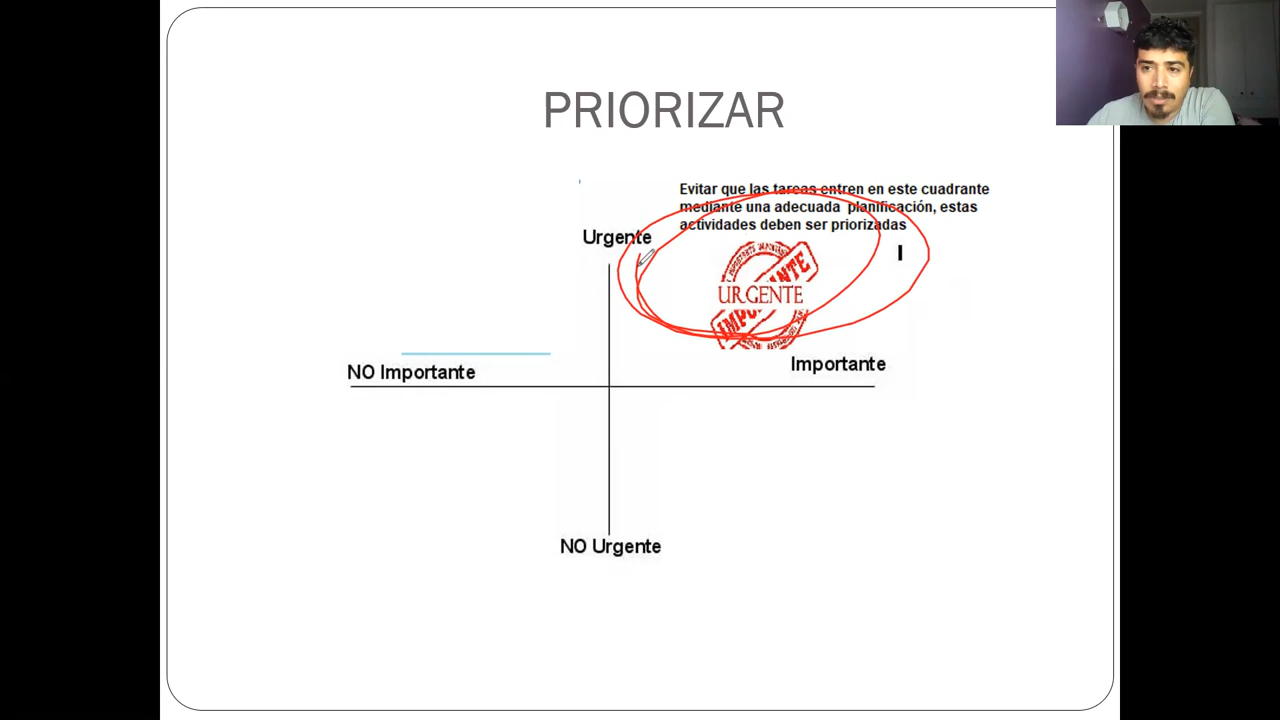 PRIORIZAR
Evitar que las tareas entren en este cuadrante
mediante una adecuada planificación, estas
actividades deben ser priorizadas
Urgente
I
URGENTE
Importante
NO Importante
NO Urgente